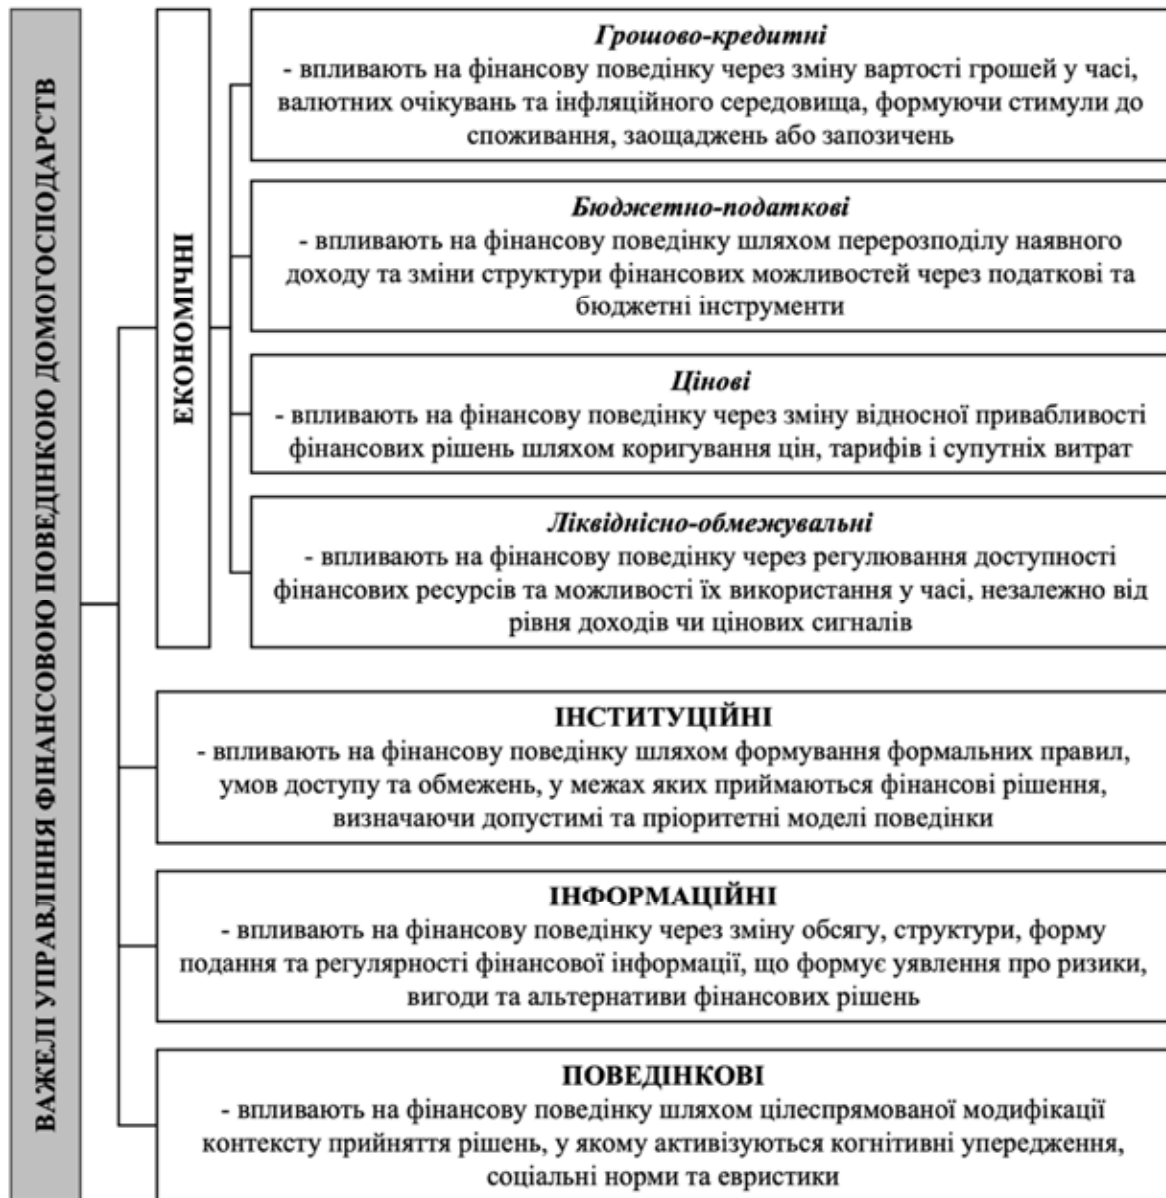 ВАЖЕЛІ УПРАВЛІННЯ ФІНАНСОВОЮ ПОВЕДІНКОЮ ДОМОГОСПОДАРСТВ
ЕКОНОМІЧНІ
Грошово-кредитні
- впливають на фінансову поведінку через зміну вартості грошей у часі,
валютних очікувань та інфляційного середовища, формуючи стимули до
споживання, заощаджень або запозичень
Бюджетно-податкові
- впливають на фінансову поведінку шляхом перерозподілу наявного
доходу та зміни структури фінансових можливостей через податкові та
бюджетні інструменти
Цінові
- впливають на фінансову поведінку через зміну відносної привабливості
фінансових рішень шляхом коригування цін, тарифів і супутніх витрат
Ліквіднісно-обмежувальні
- впливають на фінансову поведінку через регулювання доступності
фінансових ресурсів та можливості їх використання у часі, незалежно від
рівня доходів чи цінових сигналів
ІНСТИТУЦІЙНІ
- впливають на фінансову поведінку шляхом формування формальних правил,
умов доступу та обмежень, у межах яких приймаються фінансові рішення,
визначаючи допустимі та пріоритетні моделі поведінки
ІНФОРМАЦІЙНІ
- впливають на фінансову поведінку через зміну обсягу, структури, форму
подання та регулярності фінансової інформації, що формує уявлення про ризики,
вигоди та альтернативи фінансових рішень
ПОВЕДІНКОВІ
- впливають на фінансову поведінку шляхом цілеспрямованої модифікації
контексту прийняття рішень, у якому активізуються когнітивні упередження,
соціальні норми та евристики